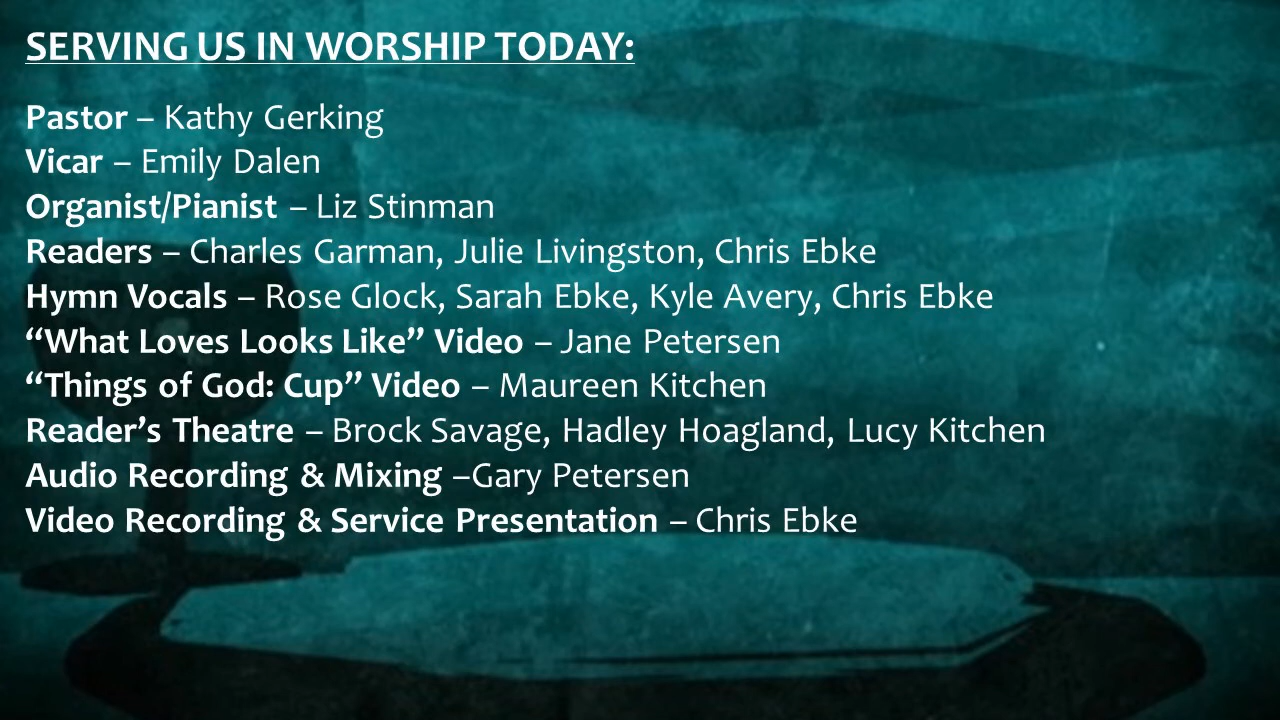 SERVING US IN WORSHIP TODAY:
Pastor – Kathy Gerking
Vicar – Emily Dalen
Organist/Pianist – Liz Stinman
Readers – Charles Garman, Julie Livingston, Chris Ebke
Hymn Vocals – Rose Glock, Sarah Ebke, Kyle Avery, Chris Ebke
“What Loves Looks Like” Video – Jane Petersen
“Things of God: Cup” Video – Maureen Kitchen
Reader’s Theatre – Brock Savage, Hadley Hoagland, Lucy Kitchen
Audio Recording & Mixing –Gary Petersen
Video Recording & Service Presentation – Chris Ebke